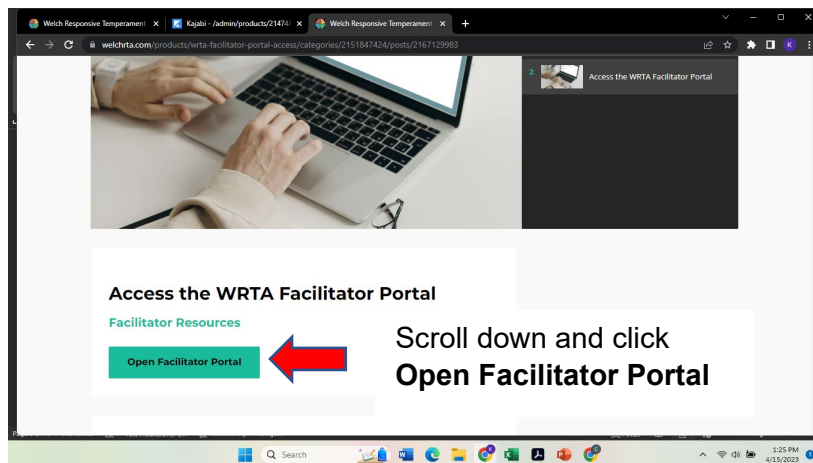 Welch Responsive Temperament
Kajabi - /admin/products/21474
Welch Responsive Temperament
welchrta.com/products/wrta-facilitator-portal-access/categories/2151847424/posts/2167129983
K
2
Access the WRTA Facilitator Portal
Access the WRTA Facilitator Portal
Facilitator Resources
Open Facilitator Portal
Scroll down and click
Open Facilitator Portal
Search
1:25 PM
4/15/2023